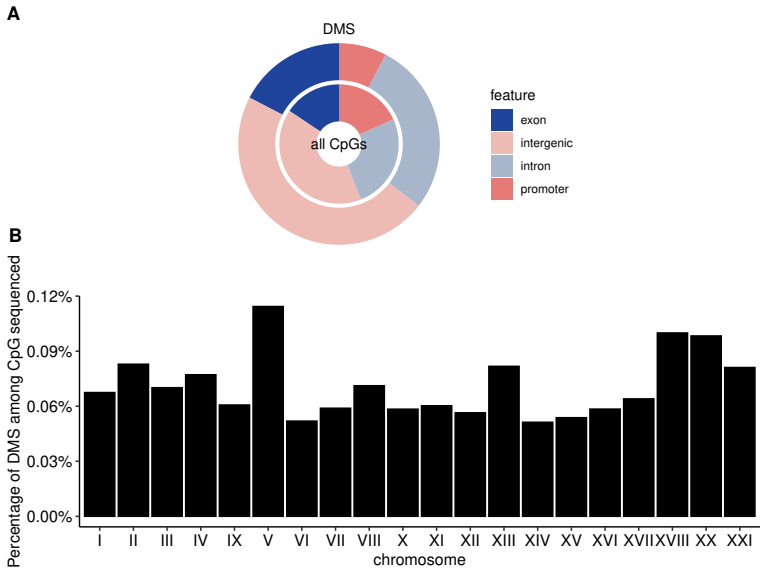 A
DMS
all CpGs
feature
exon
intergenic
intron
promoter
B
Percentage of DMS among CpG sequenced
0.12%
0.09%
0.06%
0.03%
0.00%
I II III IV IX V VI VII VIII X XI XII XIII XIV XV XVI XVII XVIII XX XXI
chromosome